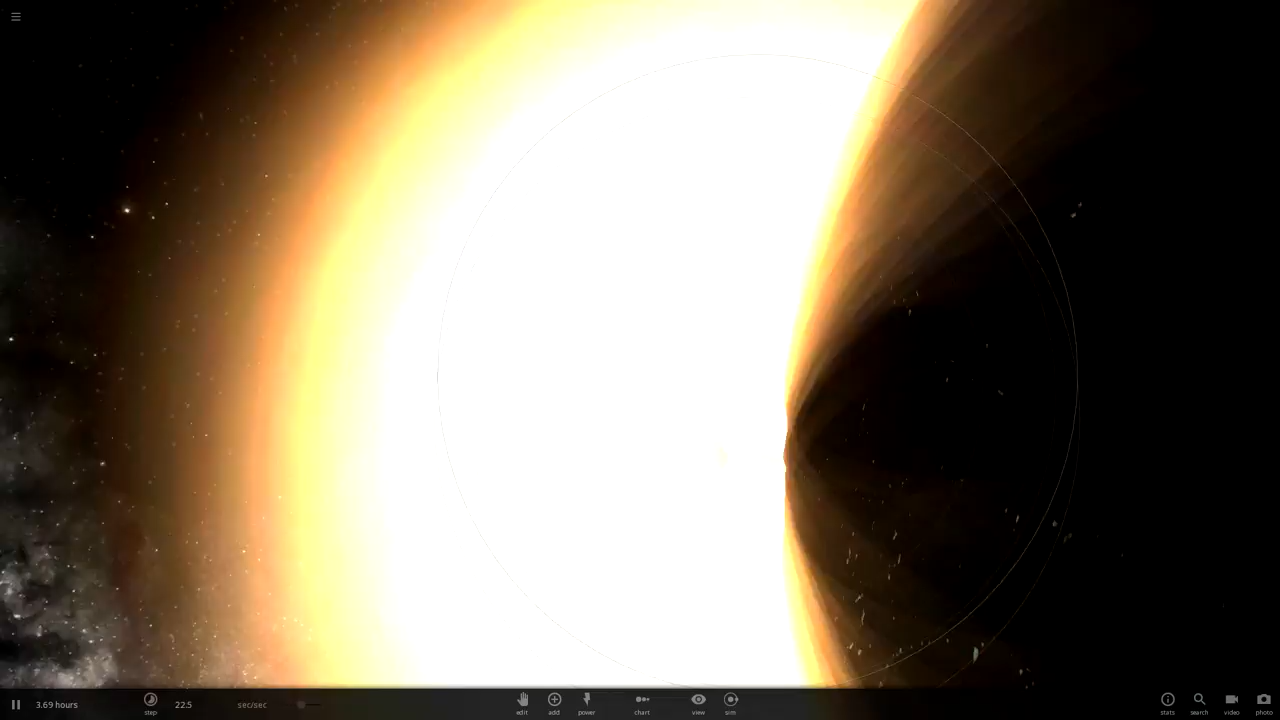 3.69 hours
step
22.5
sec/sec
edit
add
power
chart
view
sim
stats
search
video
photo